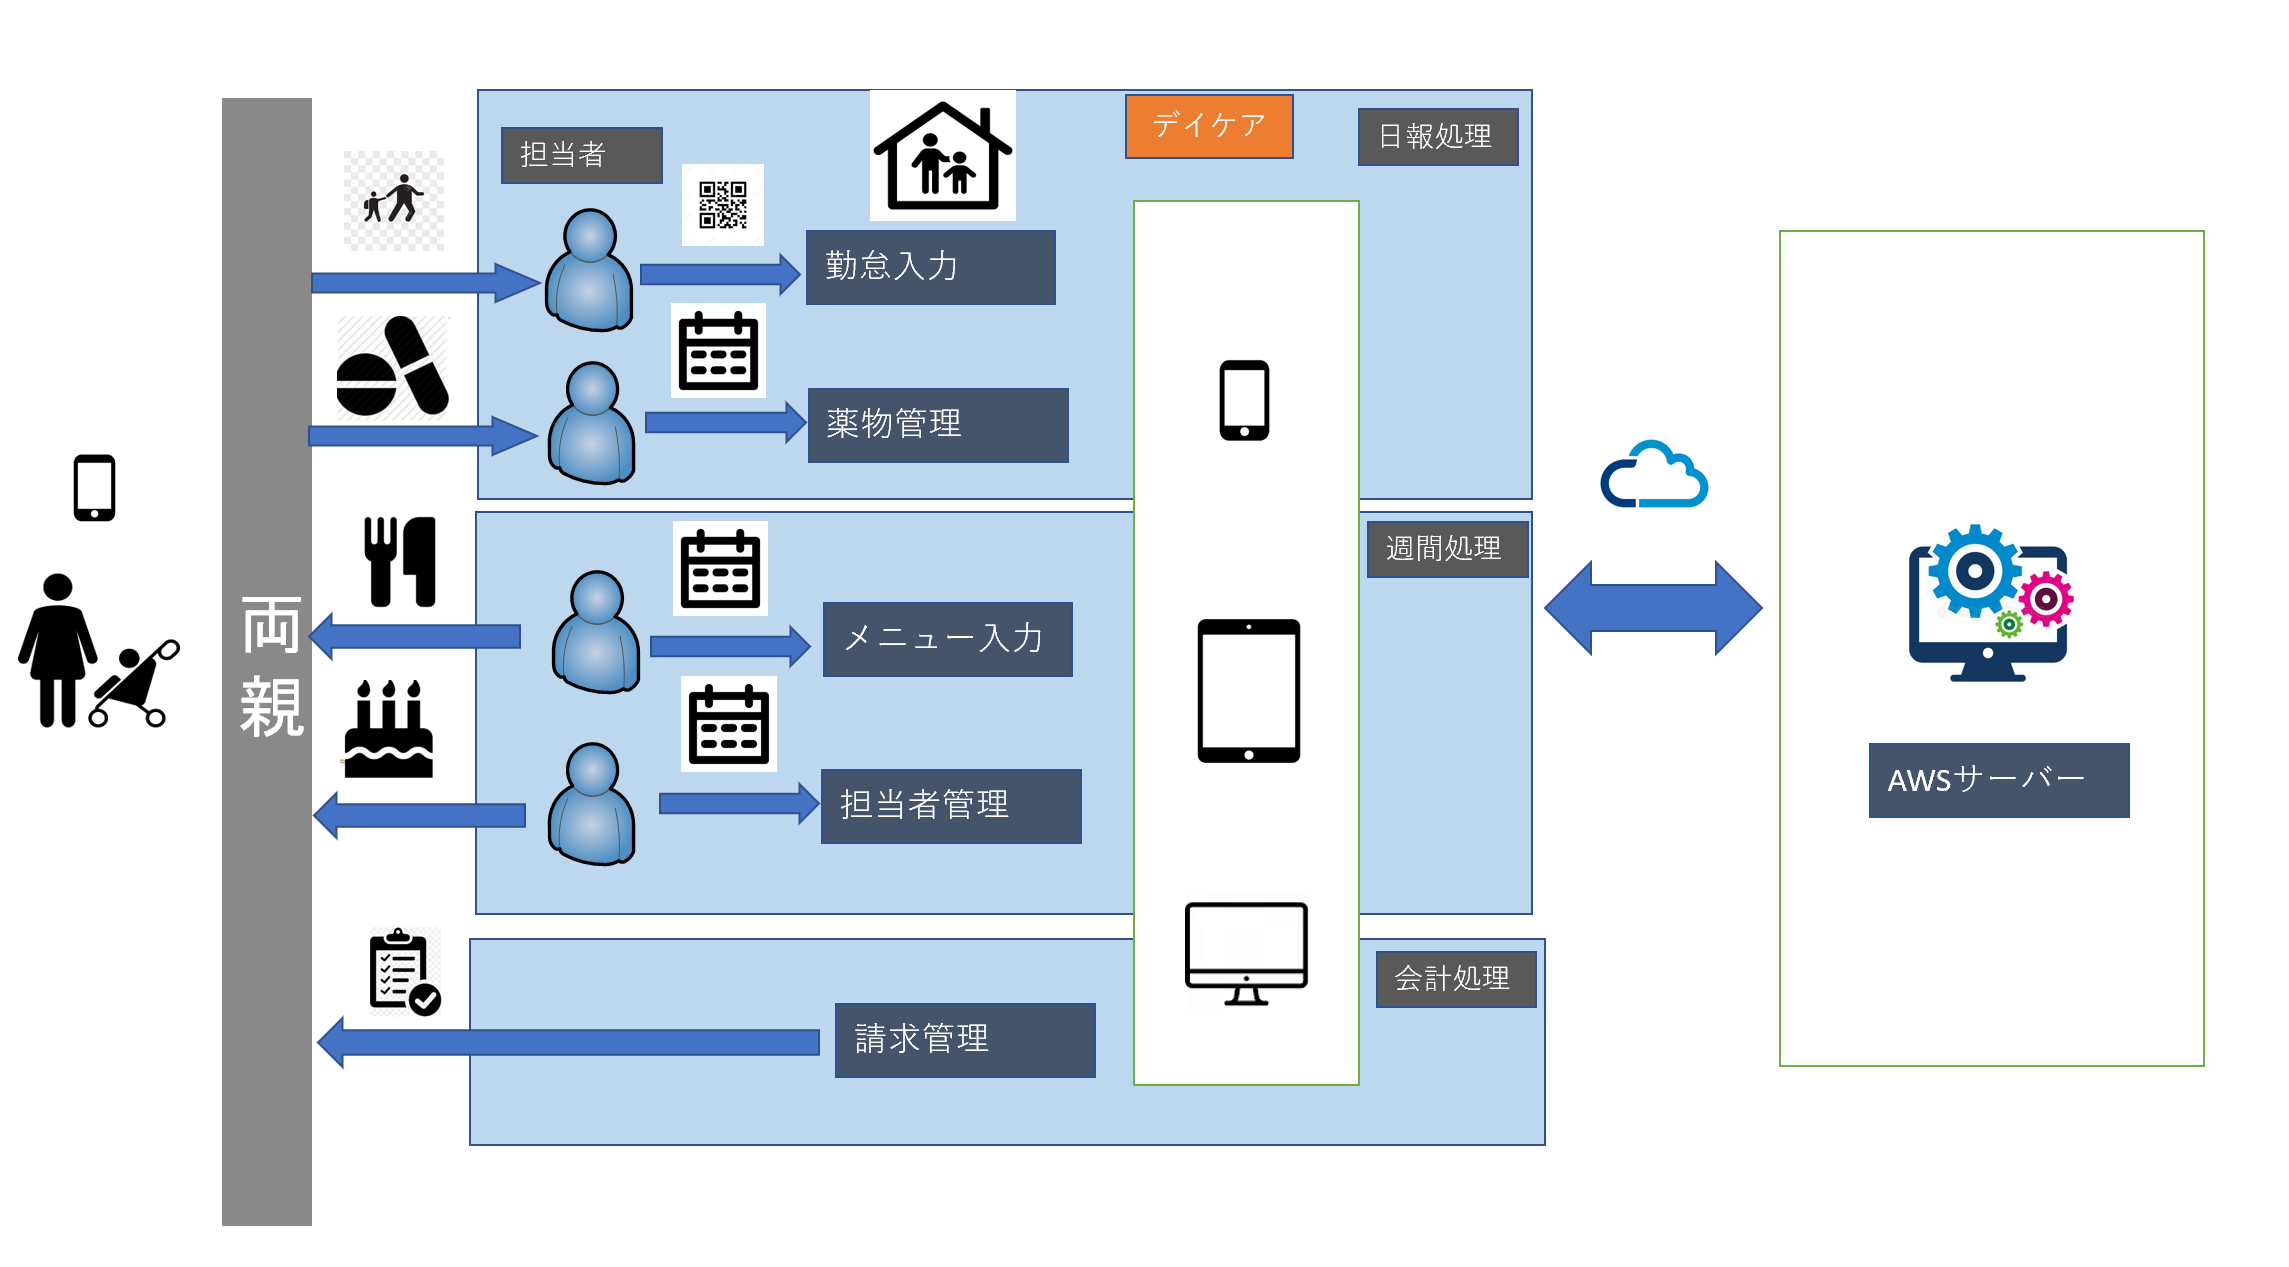 両
親
担当者
デイケア
日報処理
勤怠入力
薬物管理
週間処理
メニュー入力
担当者管理
会計処理
請求管理
AWSサーバー